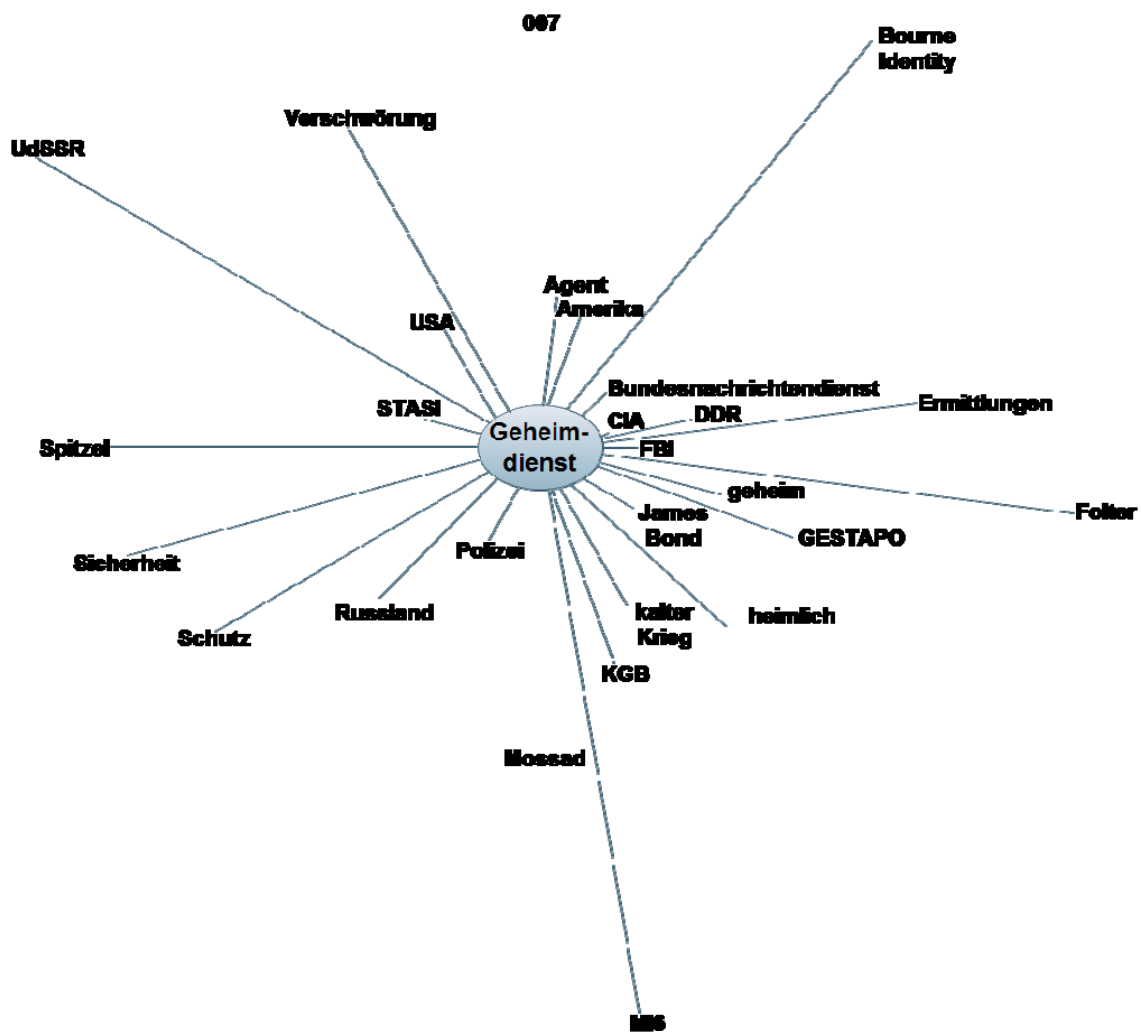 007
Bourne
Identity
Verschwörung
UdSSR
Agent
Amerika
USA
Bundesnachrichtendienst
STASI
CIA
DDR
Ermittlungen
Geheim-
dienst
Spitzel
FBI
geheim
James
Bond
Folter
GESTAPO
Polizei
Sicherheit
Russland
kalter
Krieg
heimlich
Schutz
KGB
Mossad
MI6